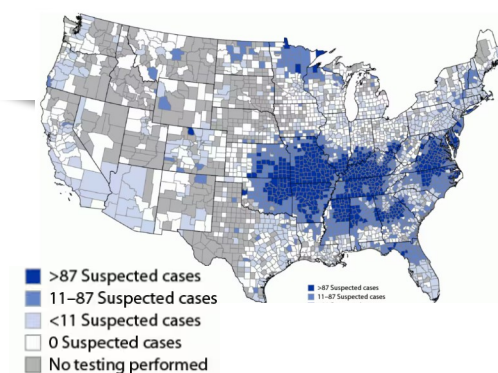 >87 Suspected cases
11–87 Suspected cases
<11 Suspected cases
0 Suspected cases
No testing performed
>87 Suspected cases
11–87 Suspected cases